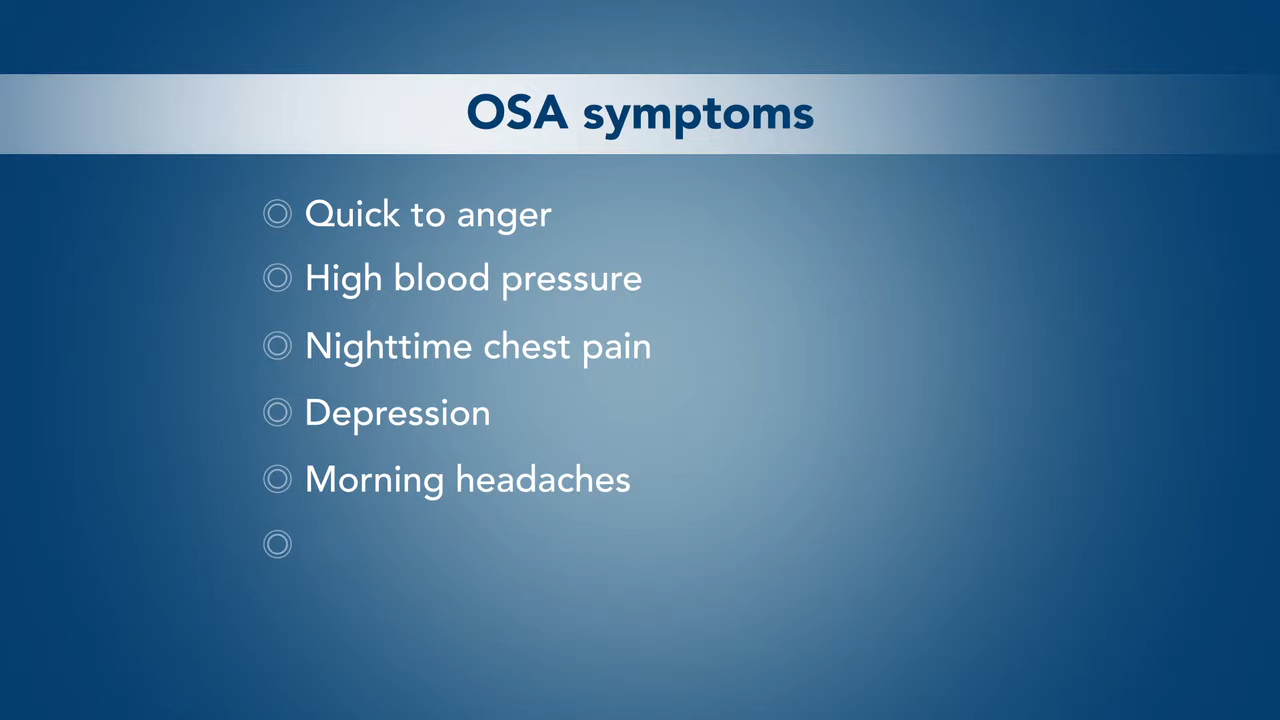 OSA symptoms
Quick to anger
High blood pressure
Nighttime chest pain
Depression
Morning headaches